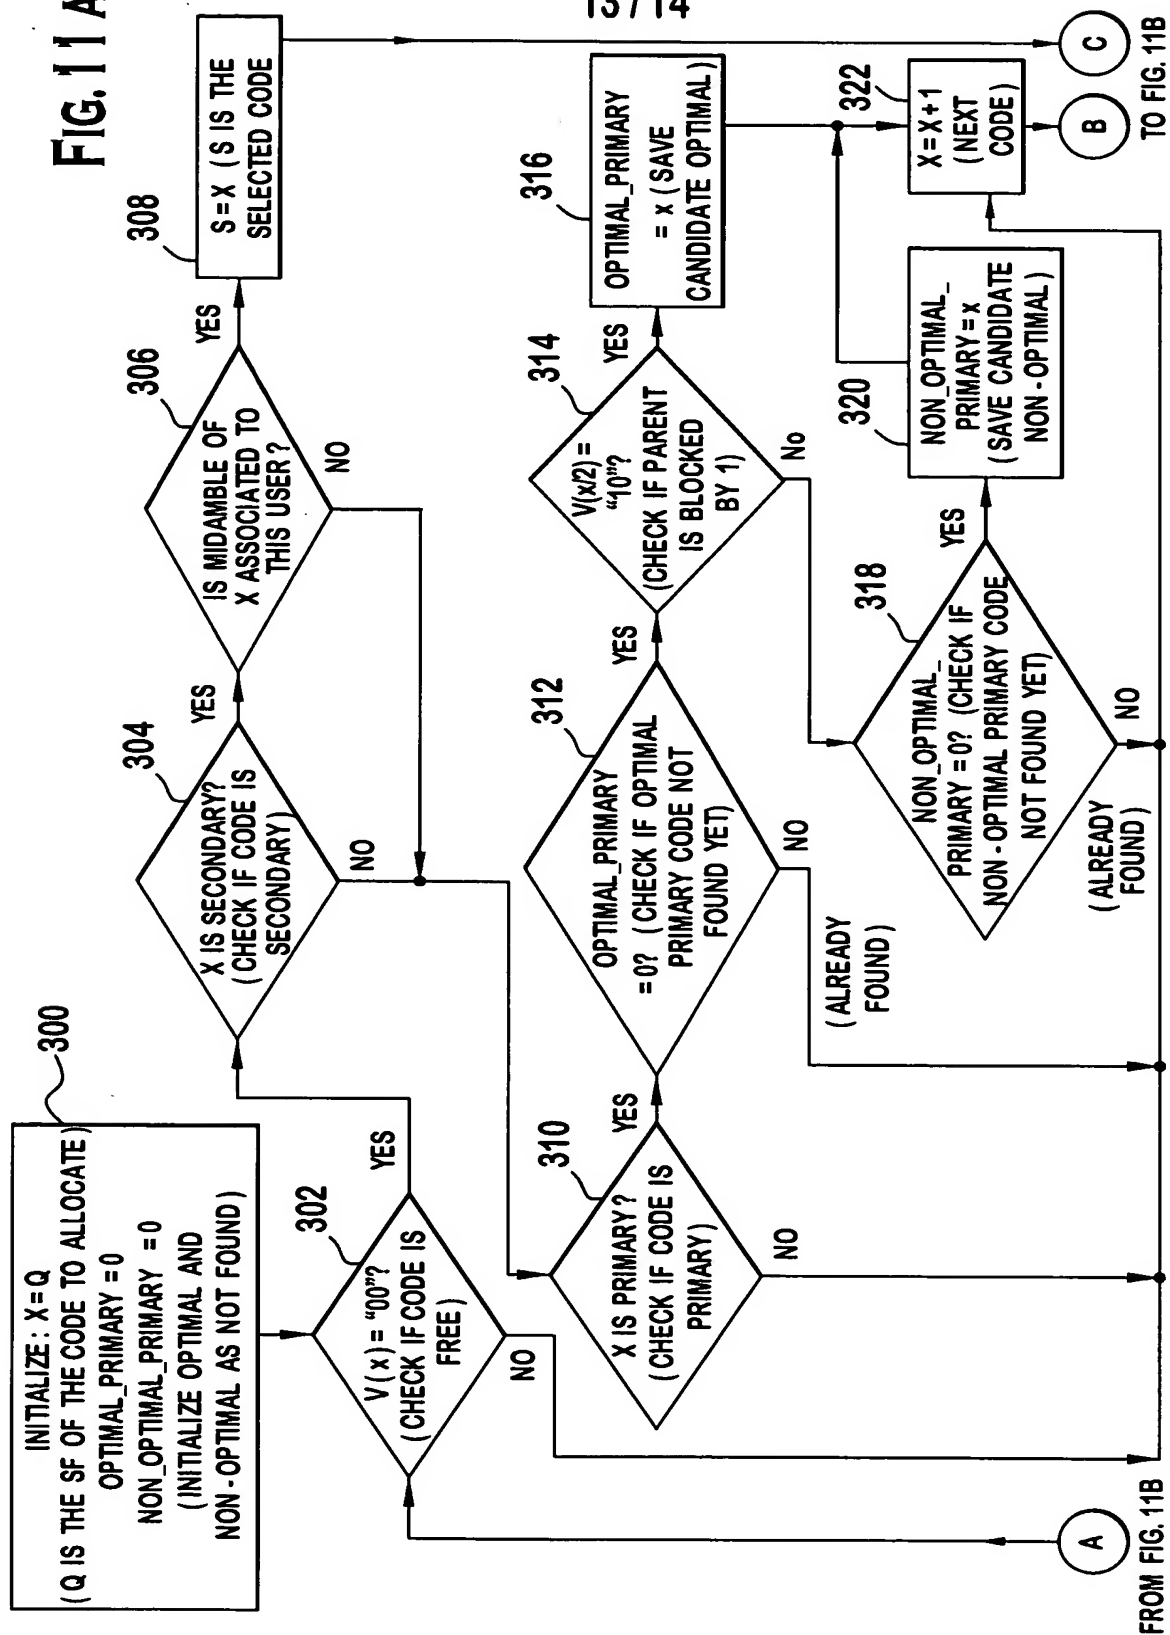 13 / 14
FIG. 11A
300
INITIALIZE: X = Q
(Q IS THE SF OF THE CODE TO ALLOCATE)
OPTIMAL_PRIMARY = 0
NON_OPTIMAL_PRIMARY = 0
(INITIALIZE OPTIMAL AND
NON-OPTIMAL AS NOT FOUND)
302
V(x) = "00"?
(CHECK IF CODE IS
FREE)
YES
NO
304
X IS SECONDARY?
(CHECK IF CODE IS
SECONDARY)
YES
NO
306
IS MIDAMBLE OF
X ASSOCIATED TO
THIS USER?
YES
NO
308
S = X (S IS THE
SELECTED CODE
310
X IS PRIMARY?
(CHECK IF CODE IS
PRIMARY)
YES
NO
312
OPTIMAL_PRIMARY
=0? (CHECK IF OPTIMAL
PRIMARY CODE NOT
FOUND YET)
YES
NO
(ALREADY
FOUND)
314
V(x/2) =
"10"?
(CHECK IF PARENT
IS BLOCKED
BY 1)
YES
No
316
OPTIMAL_PRIMARY
= x (SAVE
CANDIDATE OPTIMAL)
318
NON_OPTIMAL_
PRIMARY = 0? (CHECK IF
NON-OPTIMAL PRIMARY CODE
NOT FOUND YET)
YES
NO
(ALREADY
FOUND)
320
NON_OPTIMAL_
PRIMARY = x
(SAVE CANDIDATE
NON-OPTIMAL)
322
X = X+1
(NEXT
CODE)
A
FROM FIG. 11B
B
C
TO FIG. 11B